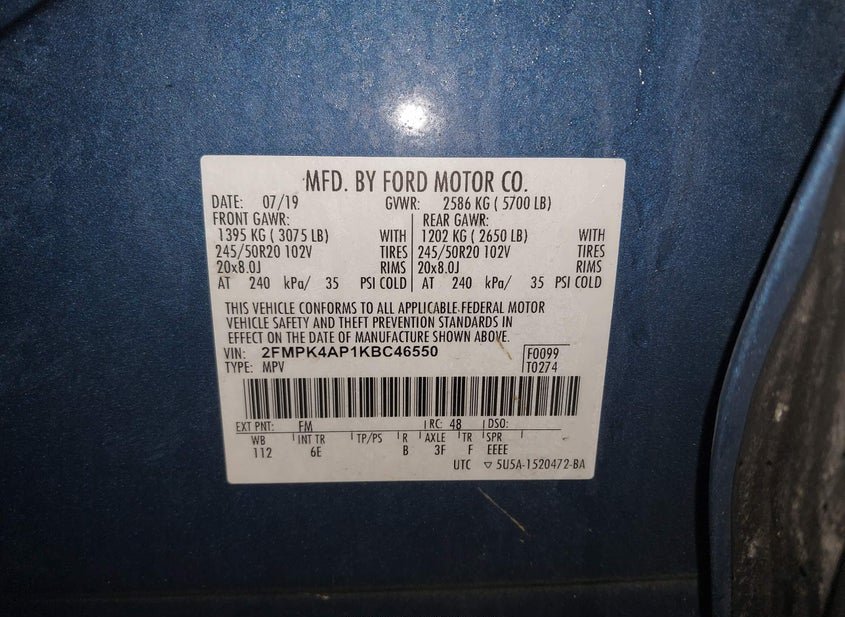 MFD. BY FORD MOTOR CO.
DATE: 07/19 GVWR: 2586 KG ( 5700 LB)
FRONT GAWR: REAR GAWR:
1395 KG ( 3075 LB) WITH 1202 KG ( 2650 LB) WITH
245/50R20 102V TIRES 245/50R20 102V TIRES
20x8.0J RIMS 20x8.0J RIMS
AT 240 kPa/ 35 PSI COLD AT 240 kPa/ 35 PSI COLD
THIS VEHICLE CONFORMS TO ALL APPLICABLE FEDERAL MOTOR
VEHICLE SAFETY AND THEFT PREVENTION STANDARDS IN
EFFECT ON THE DATE OF MANUFACTURE SHOWN ABOVE.
VIN: 2FMPK4AP1KBC46550 F0099
TYPE: MPV T0274
EXT PNT: FM RC: 48 DSO:
WB INT TR TP/PS R AXLE TR SPR
112 6E B 3F F EEEE
UTC ▽ 5U5A-1520472-BA